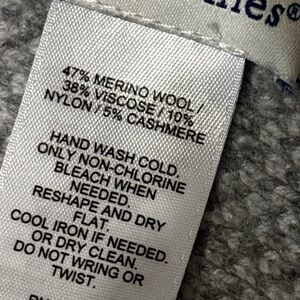 47% MERINO WOOL /
38% VISCOSE / 10%
NYLON / 5% CASHMERE
HAND WASH COLD.
ONLY NON-CHLORINE
BLEACH WHEN
NEEDED.
RESHAPE AND DRY
FLAT.
COOL IRON IF NEEDED.
OR DRY CLEAN.
DO NOT WRING OR
TWIST.